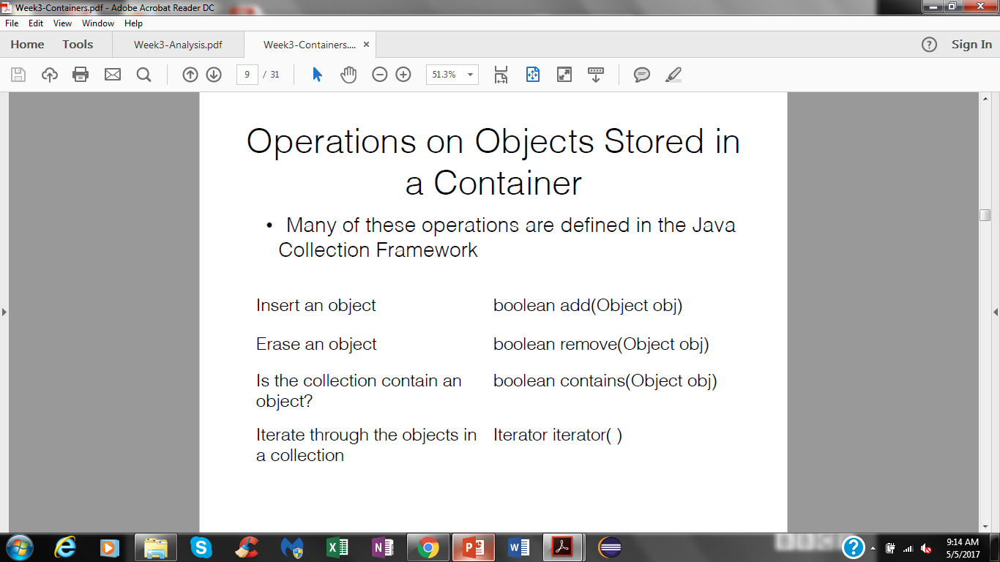 Week3-Containers.pdf - Adobe Acrobat Reader DC
File Edit View Window Help
Home Tools Week3-Analysis.pdf Week3-Containers.... × ? Sign In
9 / 31 51.3%
Operations on Objects Stored in
a Container
• Many of these operations are defined in the Java
Collection Framework
Insert an object boolean add(Object obj)
Erase an object boolean remove(Object obj)
Is the collection contain an boolean contains(Object obj)
object?
Iterate through the objects in Iterator iterator( )
a collection
9:14 AM
5/5/2017